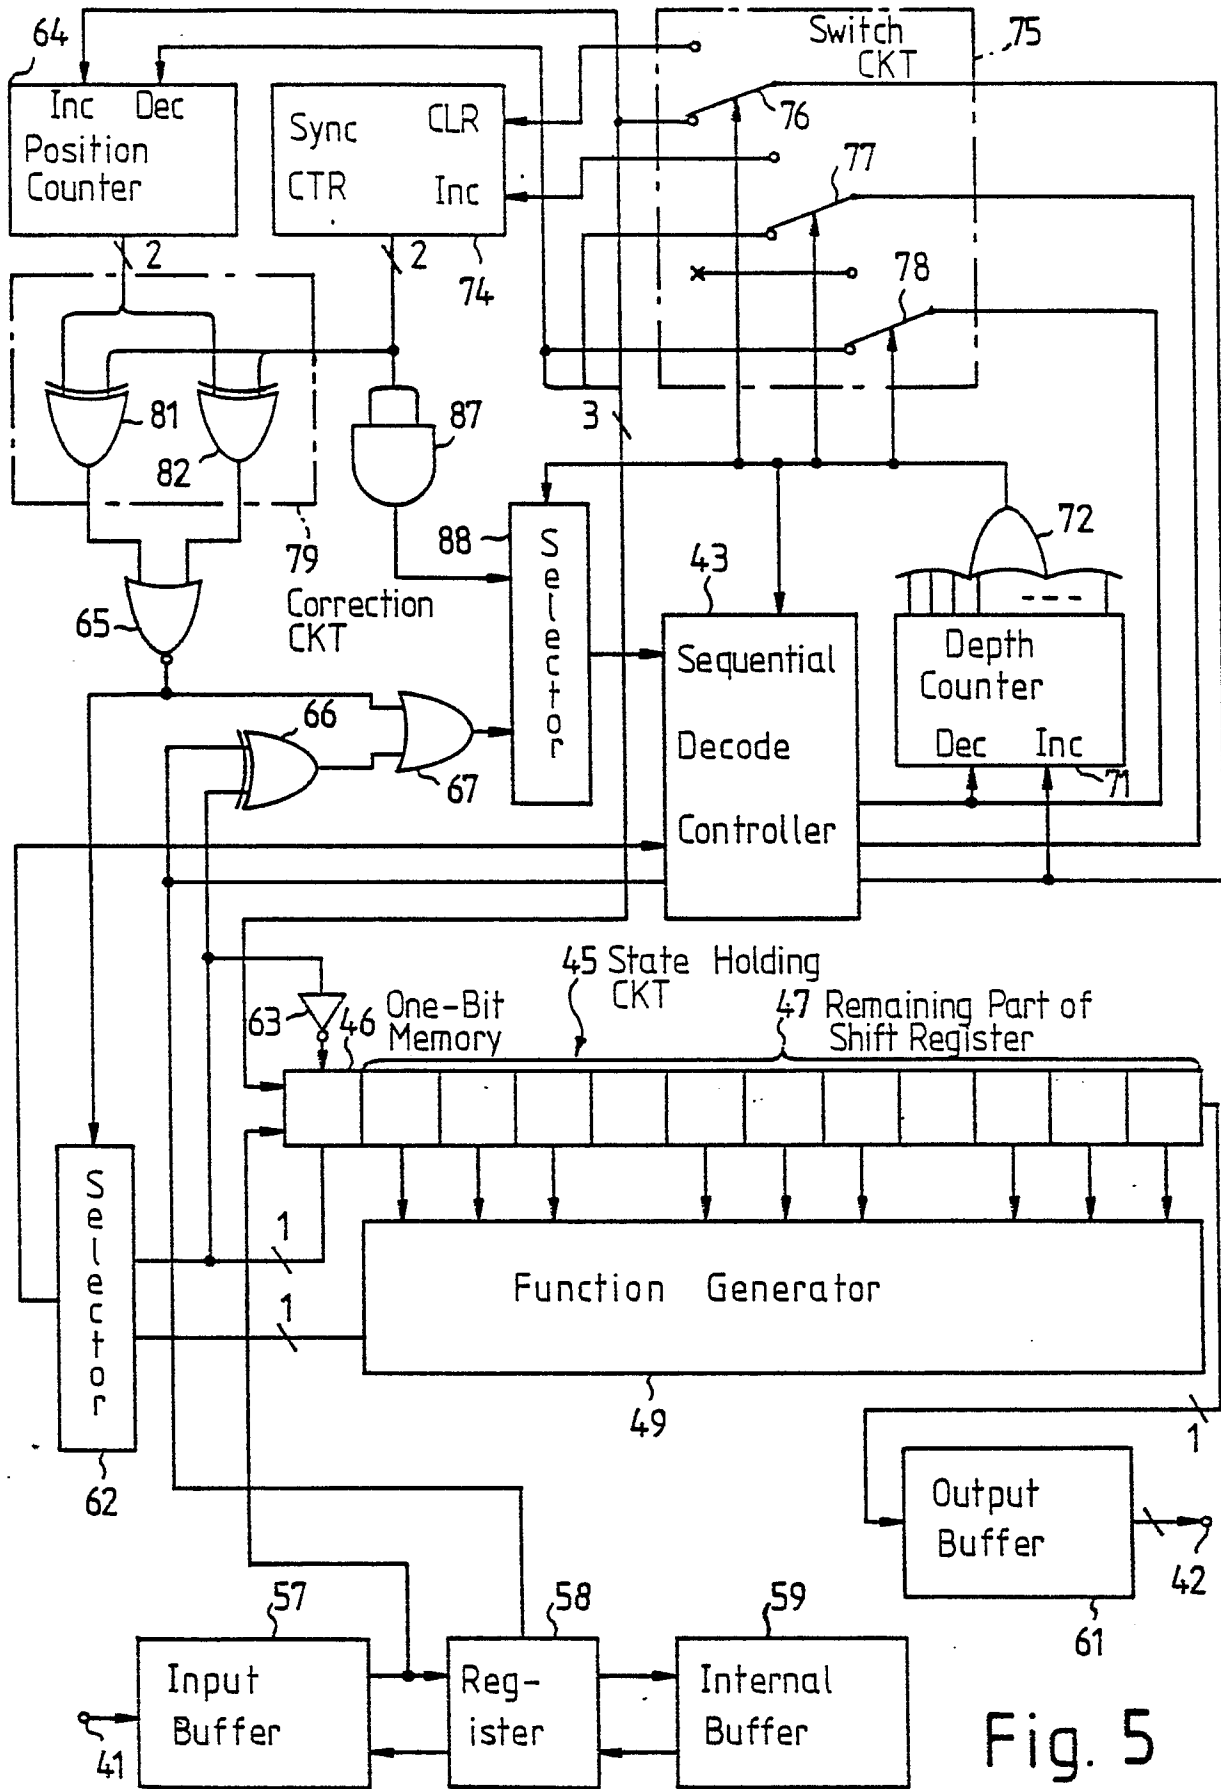 64
Switch
CKT
75
Inc Dec
Position
Counter
Sync
CTR
CLR
Inc
76
77
78
2
2
74
81
82
87
3
79
Correction
CKT
88
Selector
43
72
65
66
67
Sequential
Decode
Controller
Depth
Counter
Dec Inc
71
45 State Holding
CKT
63
46
One-Bit
Memory
47 Remaining Part of
Shift Register
Selector
1
1
Function Generator
49
62
1
Output
Buffer
42
61
57
58
59
Input
Buffer
Reg-
ister
Internal
Buffer
41
Fig. 5